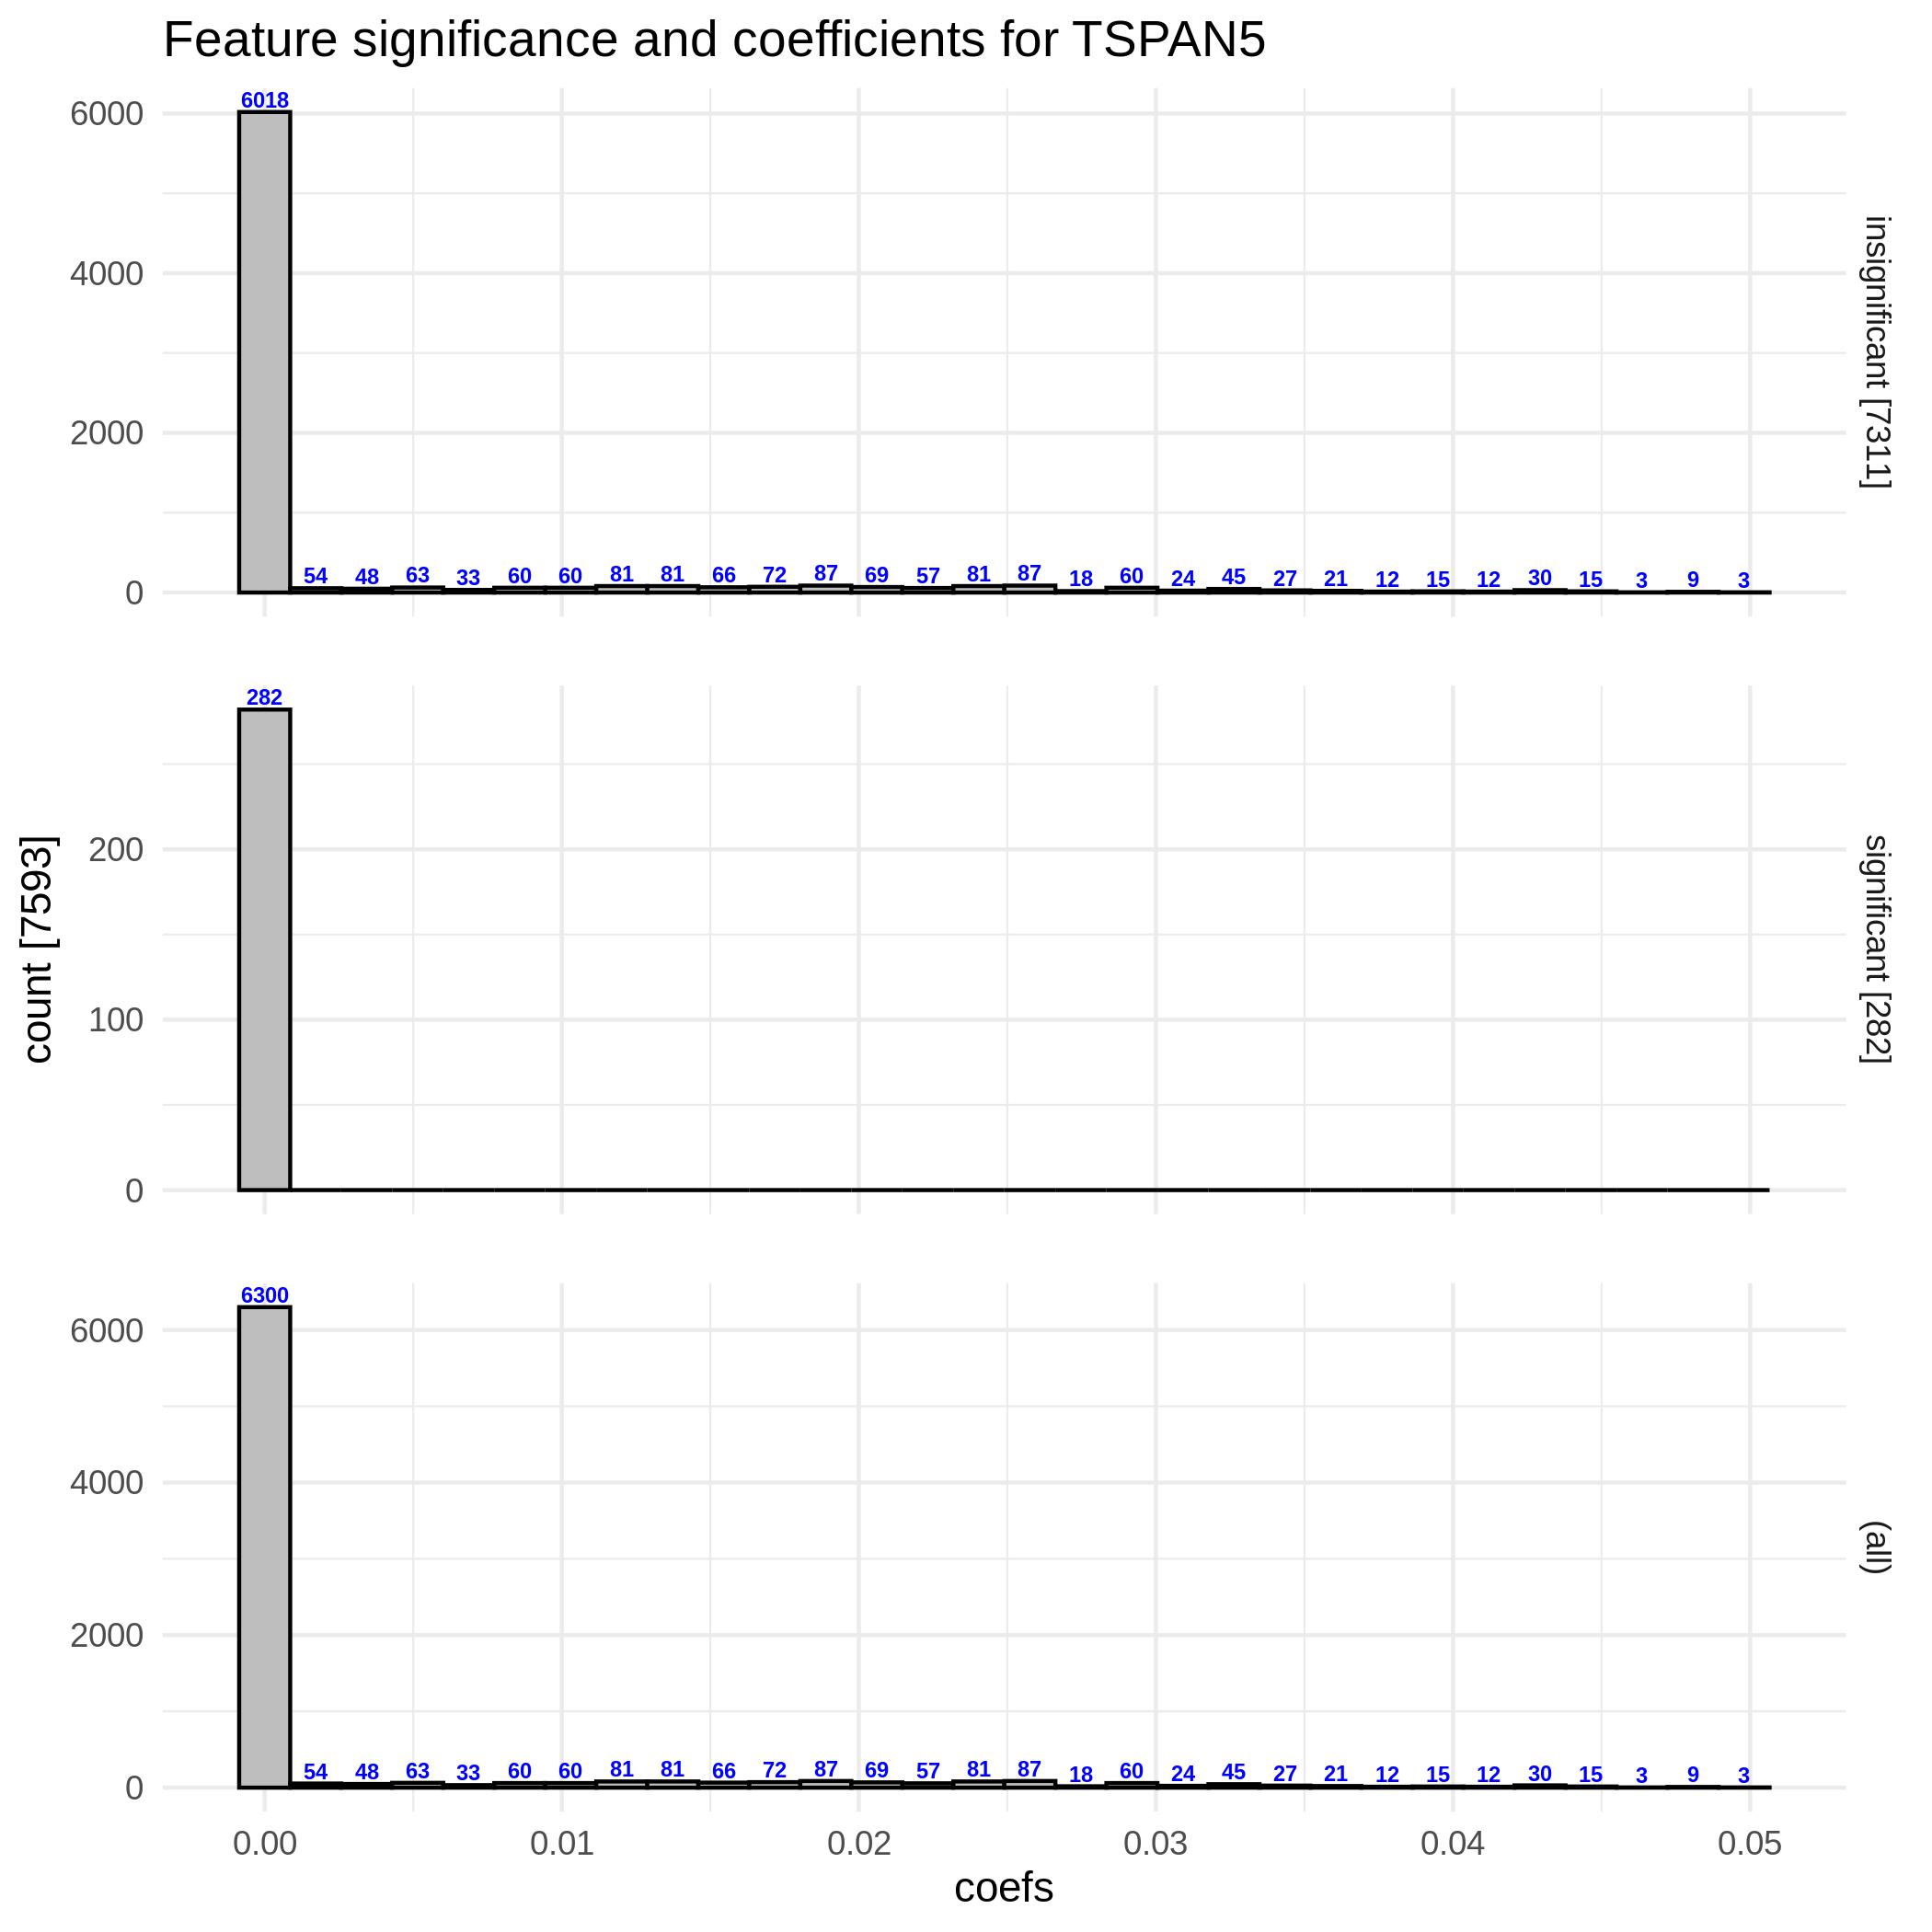 Feature significance and coefficients for TSPAN5
6018
6000
4000
2000
0
54 48 63 33 60 60 81 81 66 72 87 69 57 81 87 18 60 24 45 27 21 12 15 12 30 15 3 9 3
insignificant [7311]
282
200
100
0
significant [282]
count [7593]
6300
6000
4000
2000
0
54 48 63 33 60 60 81 81 66 72 87 69 57 81 87 18 60 24 45 27 21 12 15 12 30 15 3 9 3
(all)
0.00 0.01 0.02 0.03 0.04 0.05
coefs